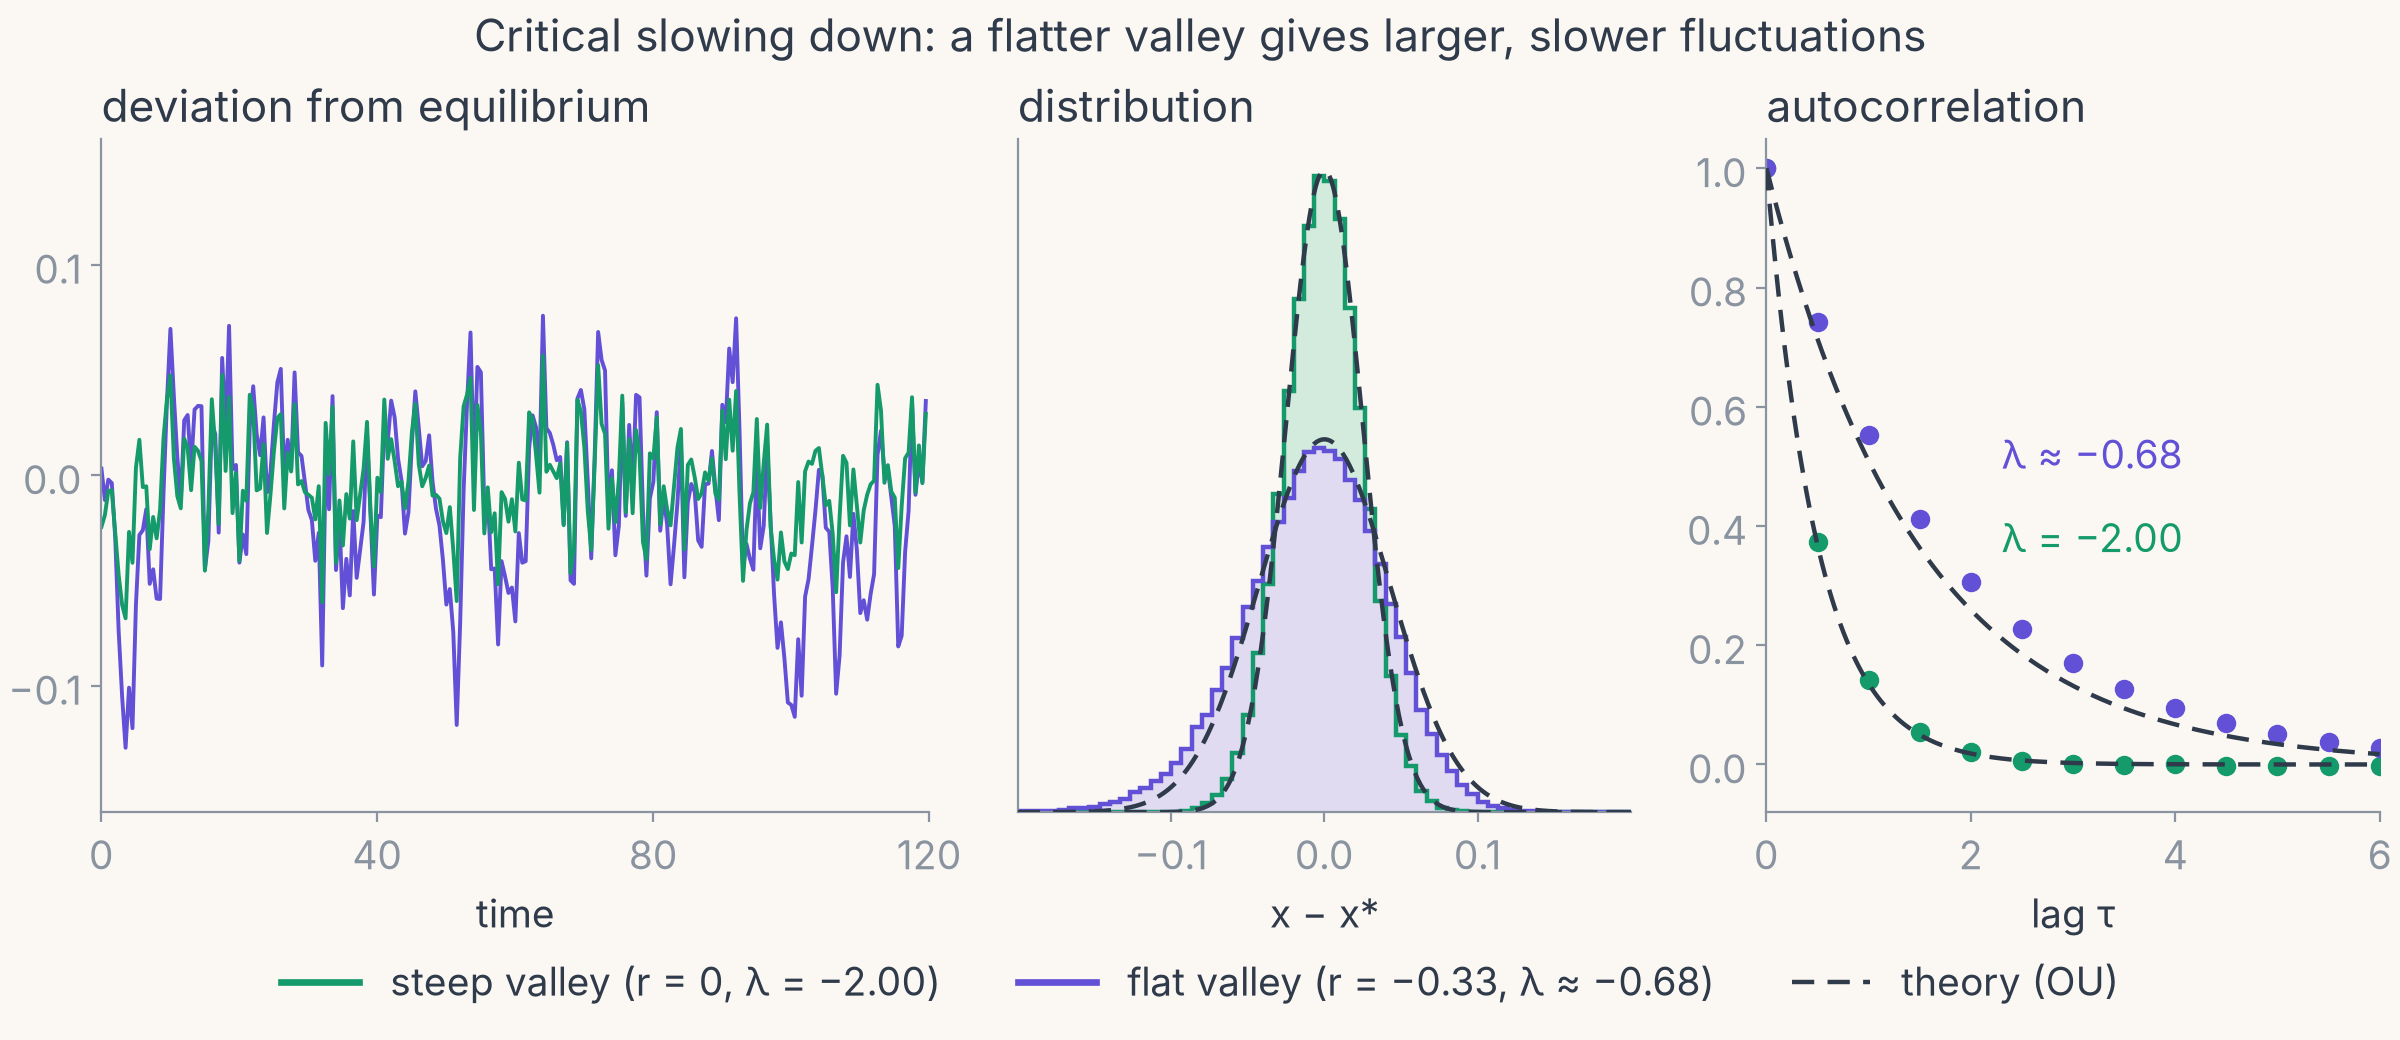 Critical slowing down: a flatter valley gives larger, slower fluctuations
deviation from equilibrium
0.1
0.0
−0.1
0 40 80 120
time
distribution
−0.1 0.0 0.1
x − x*
autocorrelation
1.0
0.8
0.6
0.4
0.2
0.0
λ ≈ −0.68
λ = −2.00
0 2 4 6
lag τ
steep valley (r = 0, λ = −2.00) flat valley (r = −0.33, λ ≈ −0.68) theory (OU)